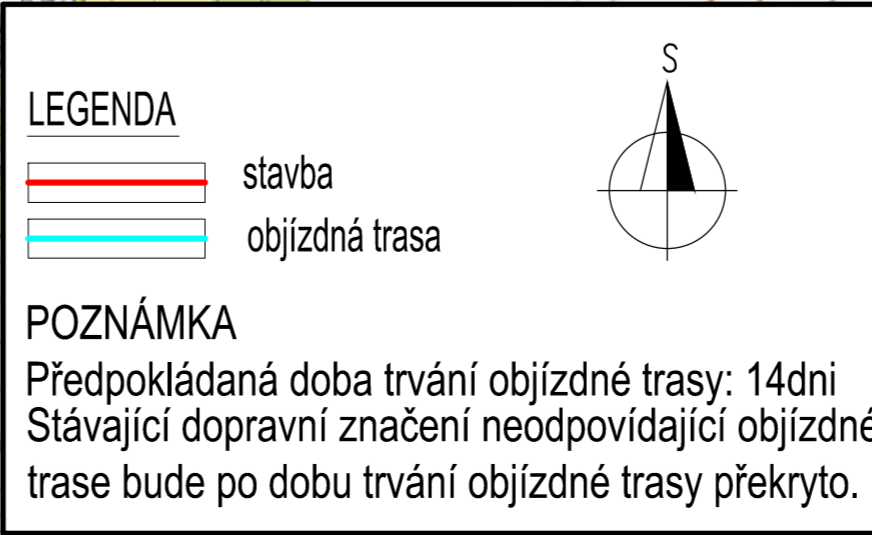 S
LEGENDA
stavba
objízdná trasa
POZNÁMKA
Předpokládaná doba trvání objízdné trasy: 14dni
Stávající dopravní značení neodpovídající objízdné
trase bude po dobu trvání objízdné trasy překryto.